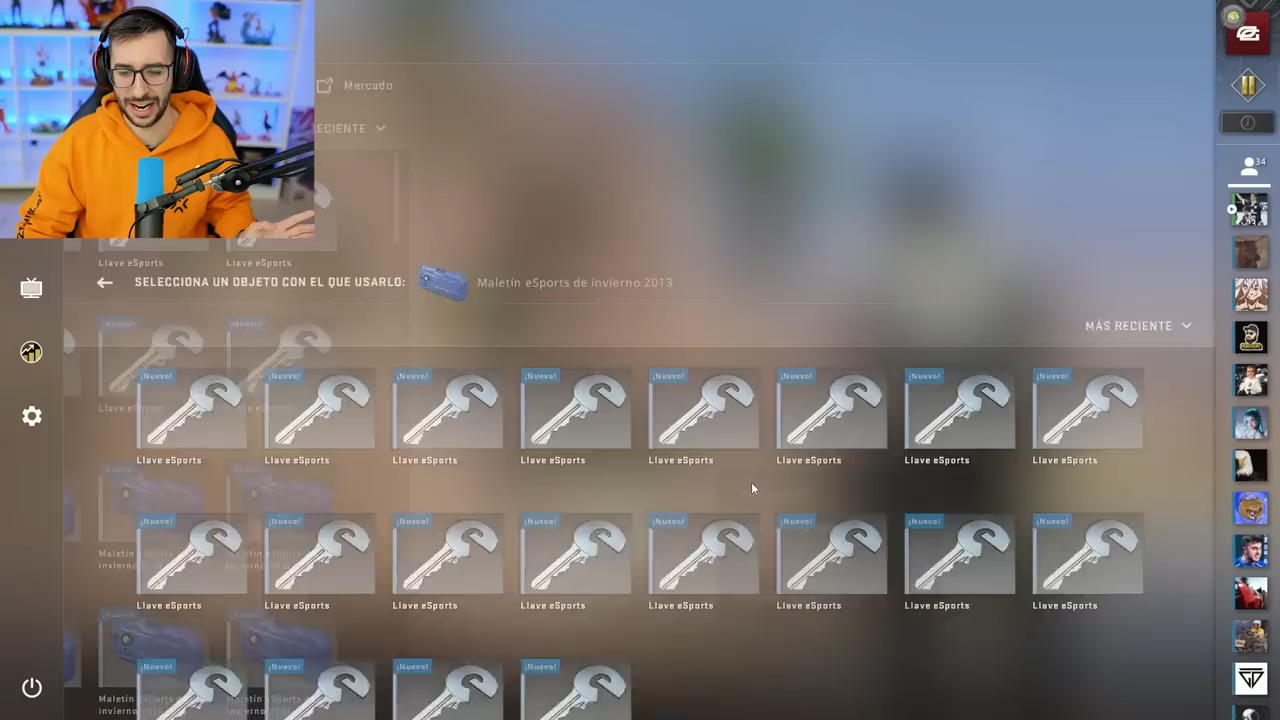 Mercado
ECIENTE
34
Llave eSports Llave eSports
SELECCIONA UN OBJETO CON EL QUE USARLO: Maletín eSports de invierno 2013
¡Nuevo! ¡Nuevo!
MÁS RECIENTE
¡Nuevo! ¡Nuevo! ¡Nuevo! ¡Nuevo! ¡Nuevo! ¡Nuevo! ¡Nuevo! ¡Nuevo!
Llave eSports Llave eSports Llave eSports Llave eSports Llave eSports Llave eSports Llave eSports Llave eSports
¡Nuevo! ¡Nuevo! ¡Nuevo! ¡Nuevo! ¡Nuevo! ¡Nuevo! ¡Nuevo! ¡Nuevo!
Llave eSports Llave eSports Llave eSports Llave eSports Llave eSports Llave eSports Llave eSports Llave eSports
¡Nuevo! ¡Nuevo! ¡Nuevo! ¡Nuevo!